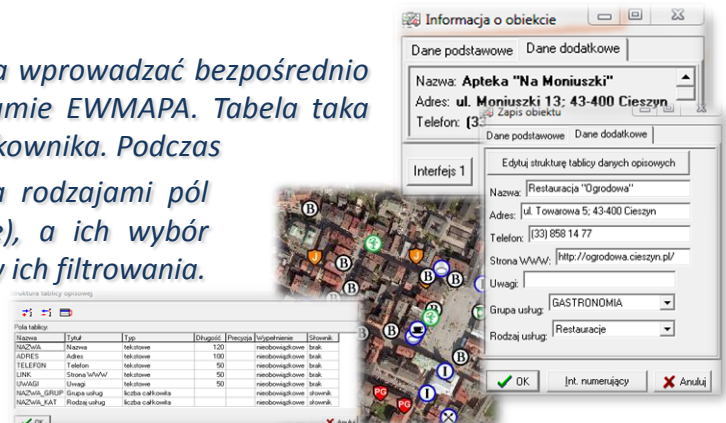 a wprowadzać bezpośrednio
amie EWMAPA. Tabela taka
kownika. Podczas
a rodzajami pól
e), a ich wybór
y ich filtrowania.
Informacja o obiekcie
Dane podstawowe Dane dodatkowe
Nazwa: Apteka "Na Moniuszki"
Adres: ul. Moniuszki 13; 43-400 Cieszyn
Telefon: (33
Interfejs 1
Zapis obiektu
Dane podstawowe Dane dodatkowe
Edytuj strukturę tablicy danych opisowych
Nazwa: Restauracja "Ogrodowa"
Adres: ul. Towarowa 5; 43-400 Cieszyn
Telefon: (33) 858 14 77
Strona WWW: http://ogrodowa.cieszyn.pl/
Uwagi:
Grupa usług: GASTRONOMIA
Rodzaj usług: Restauracje
OK Int. numerujący Anuluj
truktura tablicy opisowej
Pola tablicy:
Nazwa Tytuł Typ Długość Precyzja Wypełnienie Słownik
NAZWA Nazwa tekstowe 120 nieobowiązkowe brak
ADRES Adres tekstowe 100 nieobowiązkowe brak
TELEFON Telefon tekstowe 50 nieobowiązkowe brak
LINK Strona WWW tekstowe 50 nieobowiązkowe brak
UWAGI Uwagi tekstowe 50 nieobowiązkowe brak
NAZWA_GRUP Grupa usług liczba całkowita nieobowiązkowe słownik
NAZWA_KAT Rodzaj usług liczba całkowita nieobowiązkowe słownik
OK Anuluj
B
J
B
J
B
B
B
B
I
I
B
PG
PG